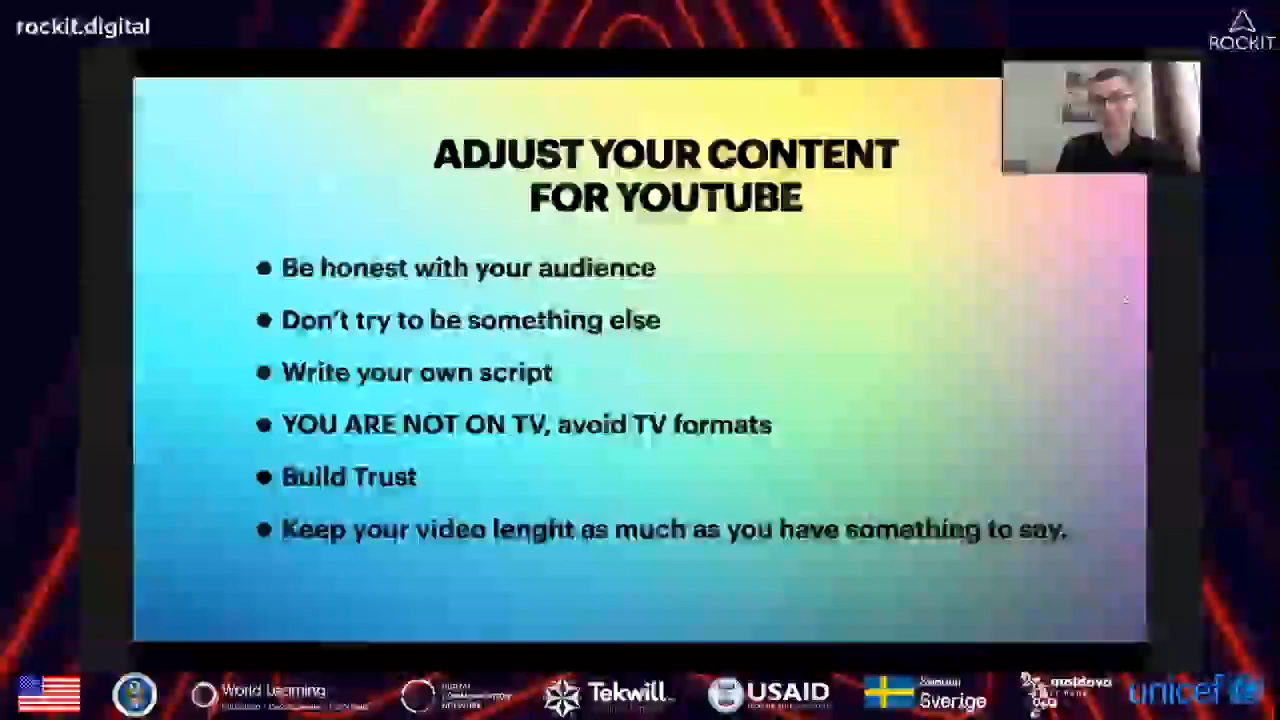 rockit.digital
ROCKIT
ADJUST YOUR CONTENT
FOR YOUTUBE
● Be honest with your audience
● Don't try to be something else
● Write your own script
● YOU ARE NOT ON TV, avoid TV formats
● Build Trust
● Keep your video lenght as much as you have something to say.
World Learning
Tekwill
USAID
Sverige
moldova
unicef